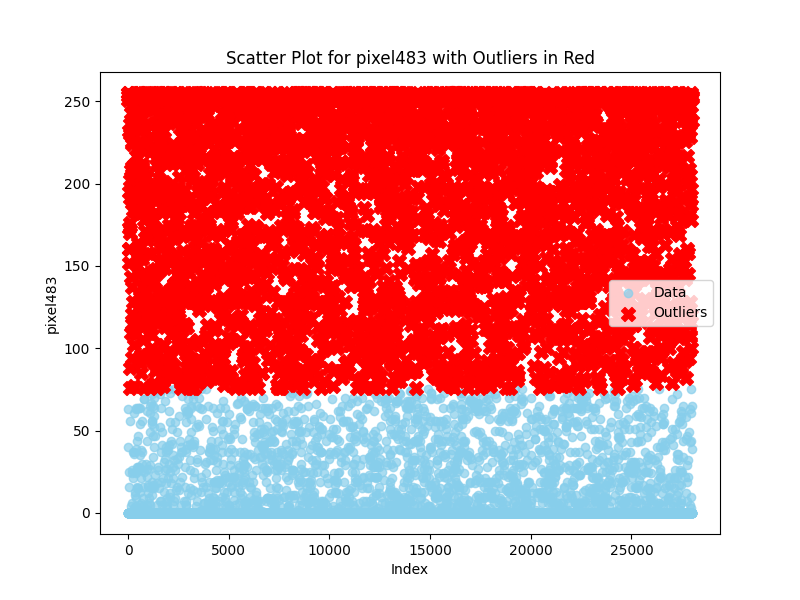 Scatter Plot for pixel483 with Outliers in Red
250
200
150
100
50
0
pixel483
Data
Outliers
0 5000 10000 15000 20000 25000
Index